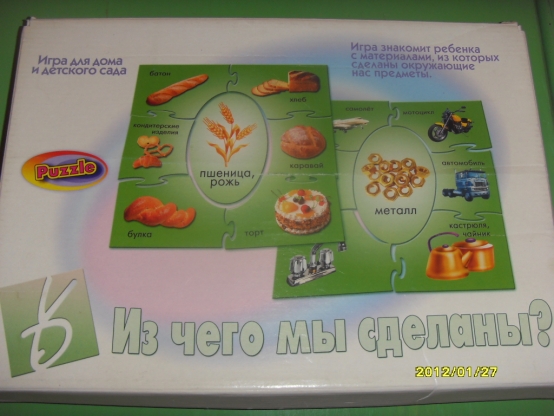 Игра для дома
и детского сада
Игра знакомит ребенка
с материалами, из которых
сделаны окружающие
нас предметы.
Puzzle
батон
хлеб
кондитерские
изделия
каравай
пшеница,
рожь
булка
торт
самолёт
мотоцикл
автомобиль
металл
кастрюля,
чайник
Из чего мы сделаны?
2012/01/27